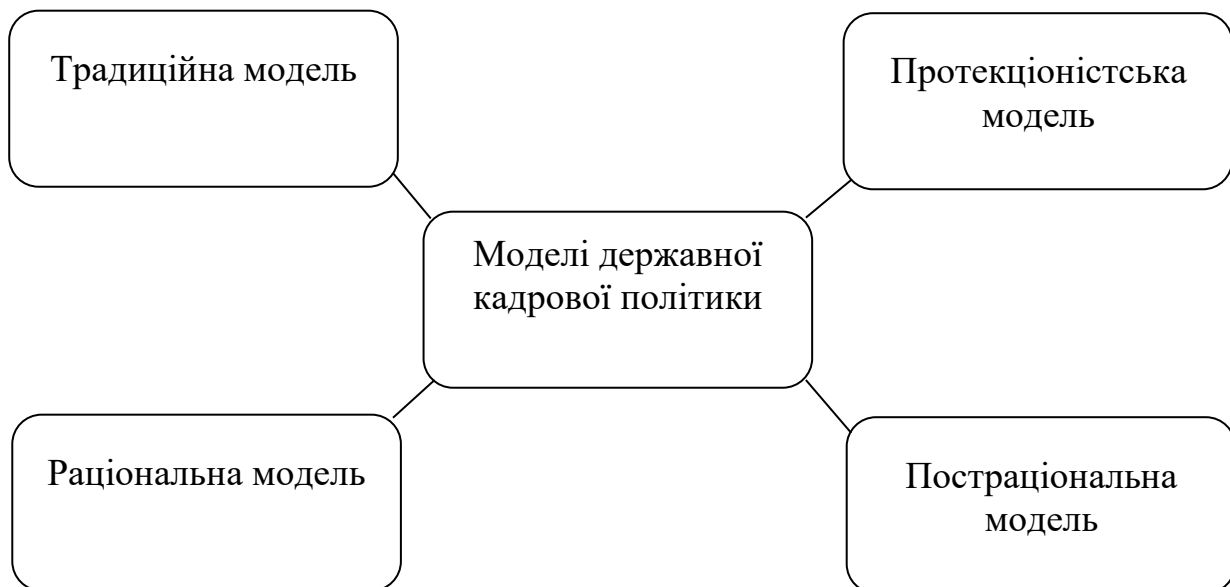 Традиційна модель
Протекціоністська
модель
Моделі державної
кадрової політики
Раціональна модель
Постраціональна
модель